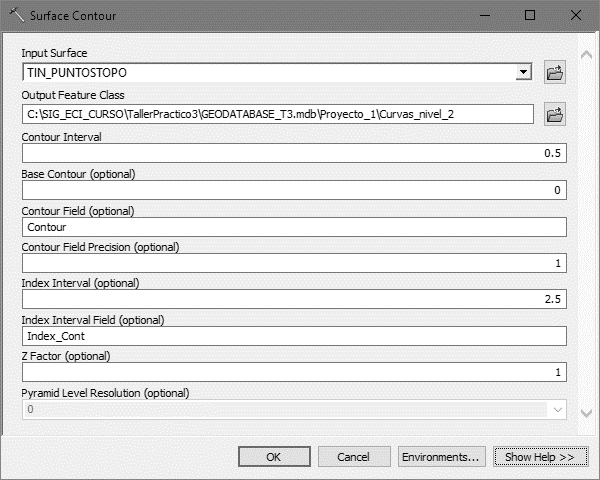 Surface Contour
Input Surface
TIN_PUNTOSTOPO
Output Feature Class
C:\SIG_ECI_CURSO\TallerPractico3\GEODATABASE_T3.mdb\Proyecto_1\Curvas_nivel_2
Contour Interval
0.5
Base Contour (optional)
0
Contour Field (optional)
Contour
Contour Field Precision (optional)
1
Index Interval (optional)
2.5
Index Interval Field (optional)
Index_Cont
Z Factor (optional)
1
Pyramid Level Resolution (optional)
0
OK Cancel Environments... Show Help >>